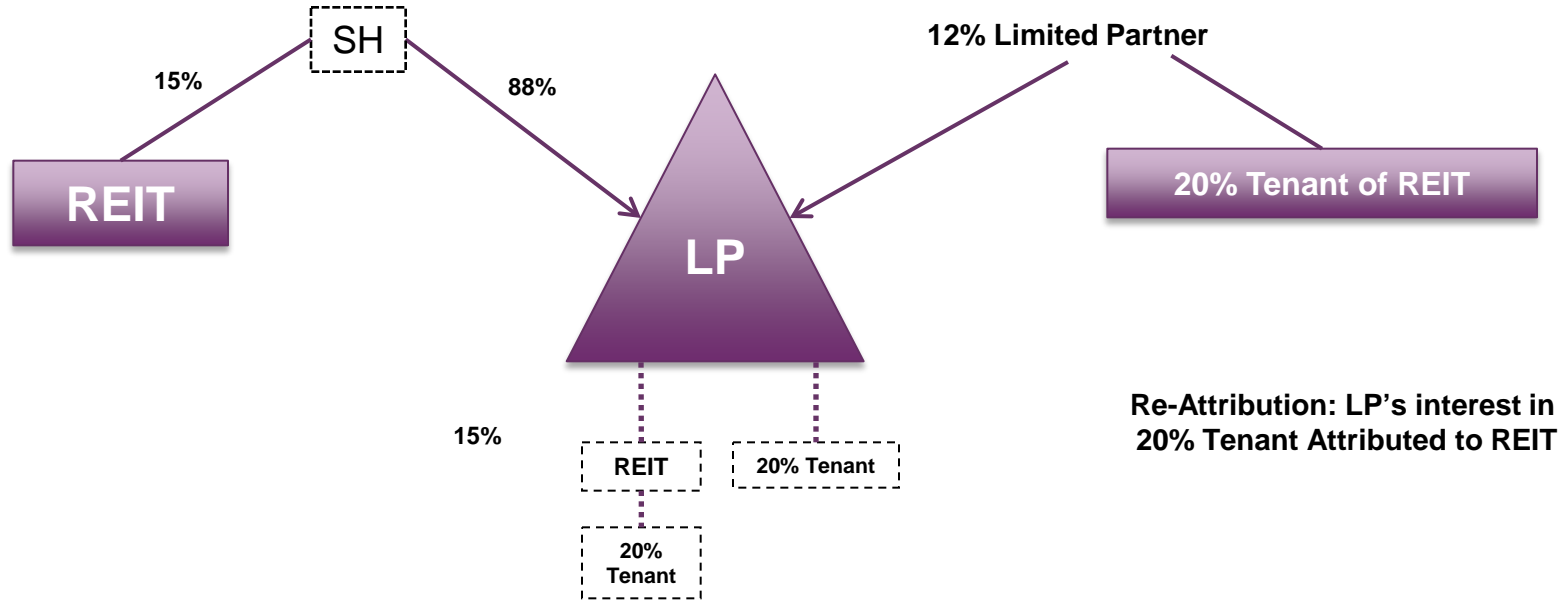 SH
12% Limited Partner
15%
88%
REIT
20% Tenant of REIT
LP
Re-Attribution: LP’s interest in
20% Tenant Attributed to REIT
15%
REIT
20% Tenant
20%
Tenant